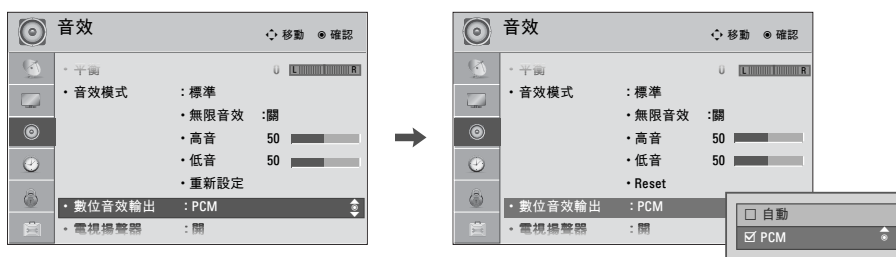 音效
移動 確認
・平衡 0 L R
・音效模式 :標準
・無限音效 :關
・高音 50
・低音 50
・重新設定
・數位音效輸出 :PCM
・電視揚聲器 :開
音效
移動 確認
・平衡 0 L R
・音效模式 :標準
・無限音效 :關
・高音 50
・低音 50
・Reset
・數位音效輸出 :PCM
・電視揚聲器 :開
☐ 自動
☑ PCM